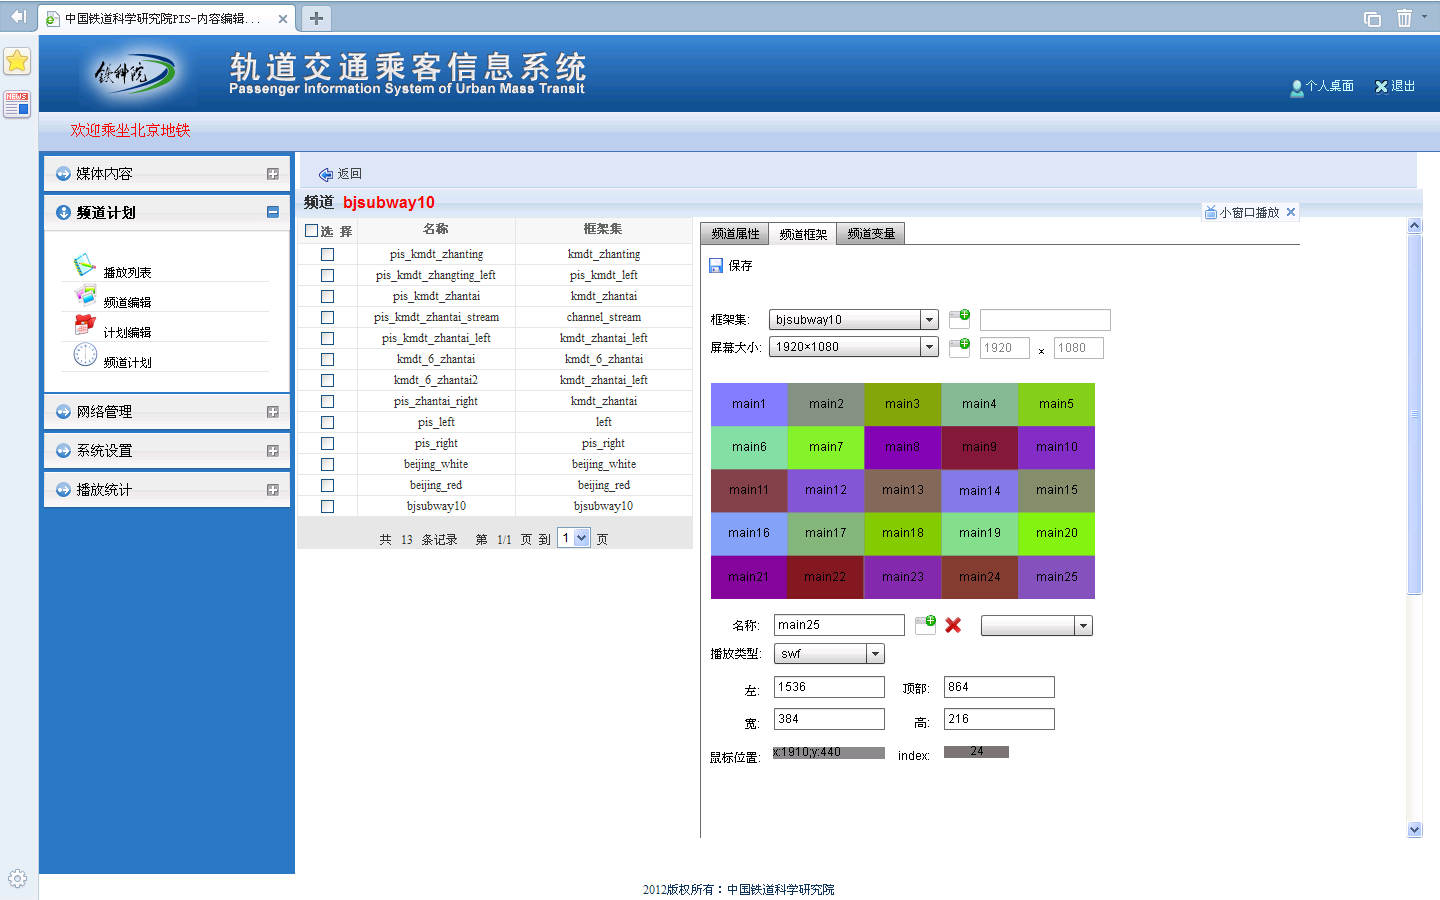 中国铁道科学研究院PIS-内容编辑...
铁科院
轨道交通乘客信息系统
Passenger Information System of Urban Mass Transit
个人桌面 退出
欢迎乘坐北京地铁
媒体内容
频道计划
播放列表
频道编辑
计划编辑
频道计划
网络管理
系统设置
播放统计
返回
频道 bjsubway10
小窗口播放
选 择 名称 框架集
pis_kmdt_zhanting kmdt_zhanting
pis_kmdt_zhangting_left pis_kmdt_left
pis_kmdt_zhantai kmdt_zhantai
pis_kmdt_zhantai_stream channel_stream
pis_kmdt_zhantai_left kmdt_zhantai_left
kmdt_6_zhantai kmdt_6_zhantai
kmdt_6_zhantai2 kmdt_zhantai_left
pis_zhantai_right kmdt_zhantai
pis_left left
pis_right pis_right
beijing_white beijing_white
beijing_red beijing_red
bjsubway10 bjsubway10
共 13 条记录 第 1/1 页 到 1 页
频道属性 频道框架 频道变量
保存
框架集: bjsubway10
屏幕大小: 1920×1080 1920 x 1080
main1 main2 main3 main4 main5
main6 main7 main8 main9 main10
main11 main12 main13 main14 main15
main16 main17 main18 main19 main20
main21 main22 main23 main24 main25
名称: main25
播放类型: swf
左: 1536 顶部: 864
宽: 384 高: 216
鼠标位置: x:1910;y:440 index: 24
2012版权所有：中国铁道科学研究院